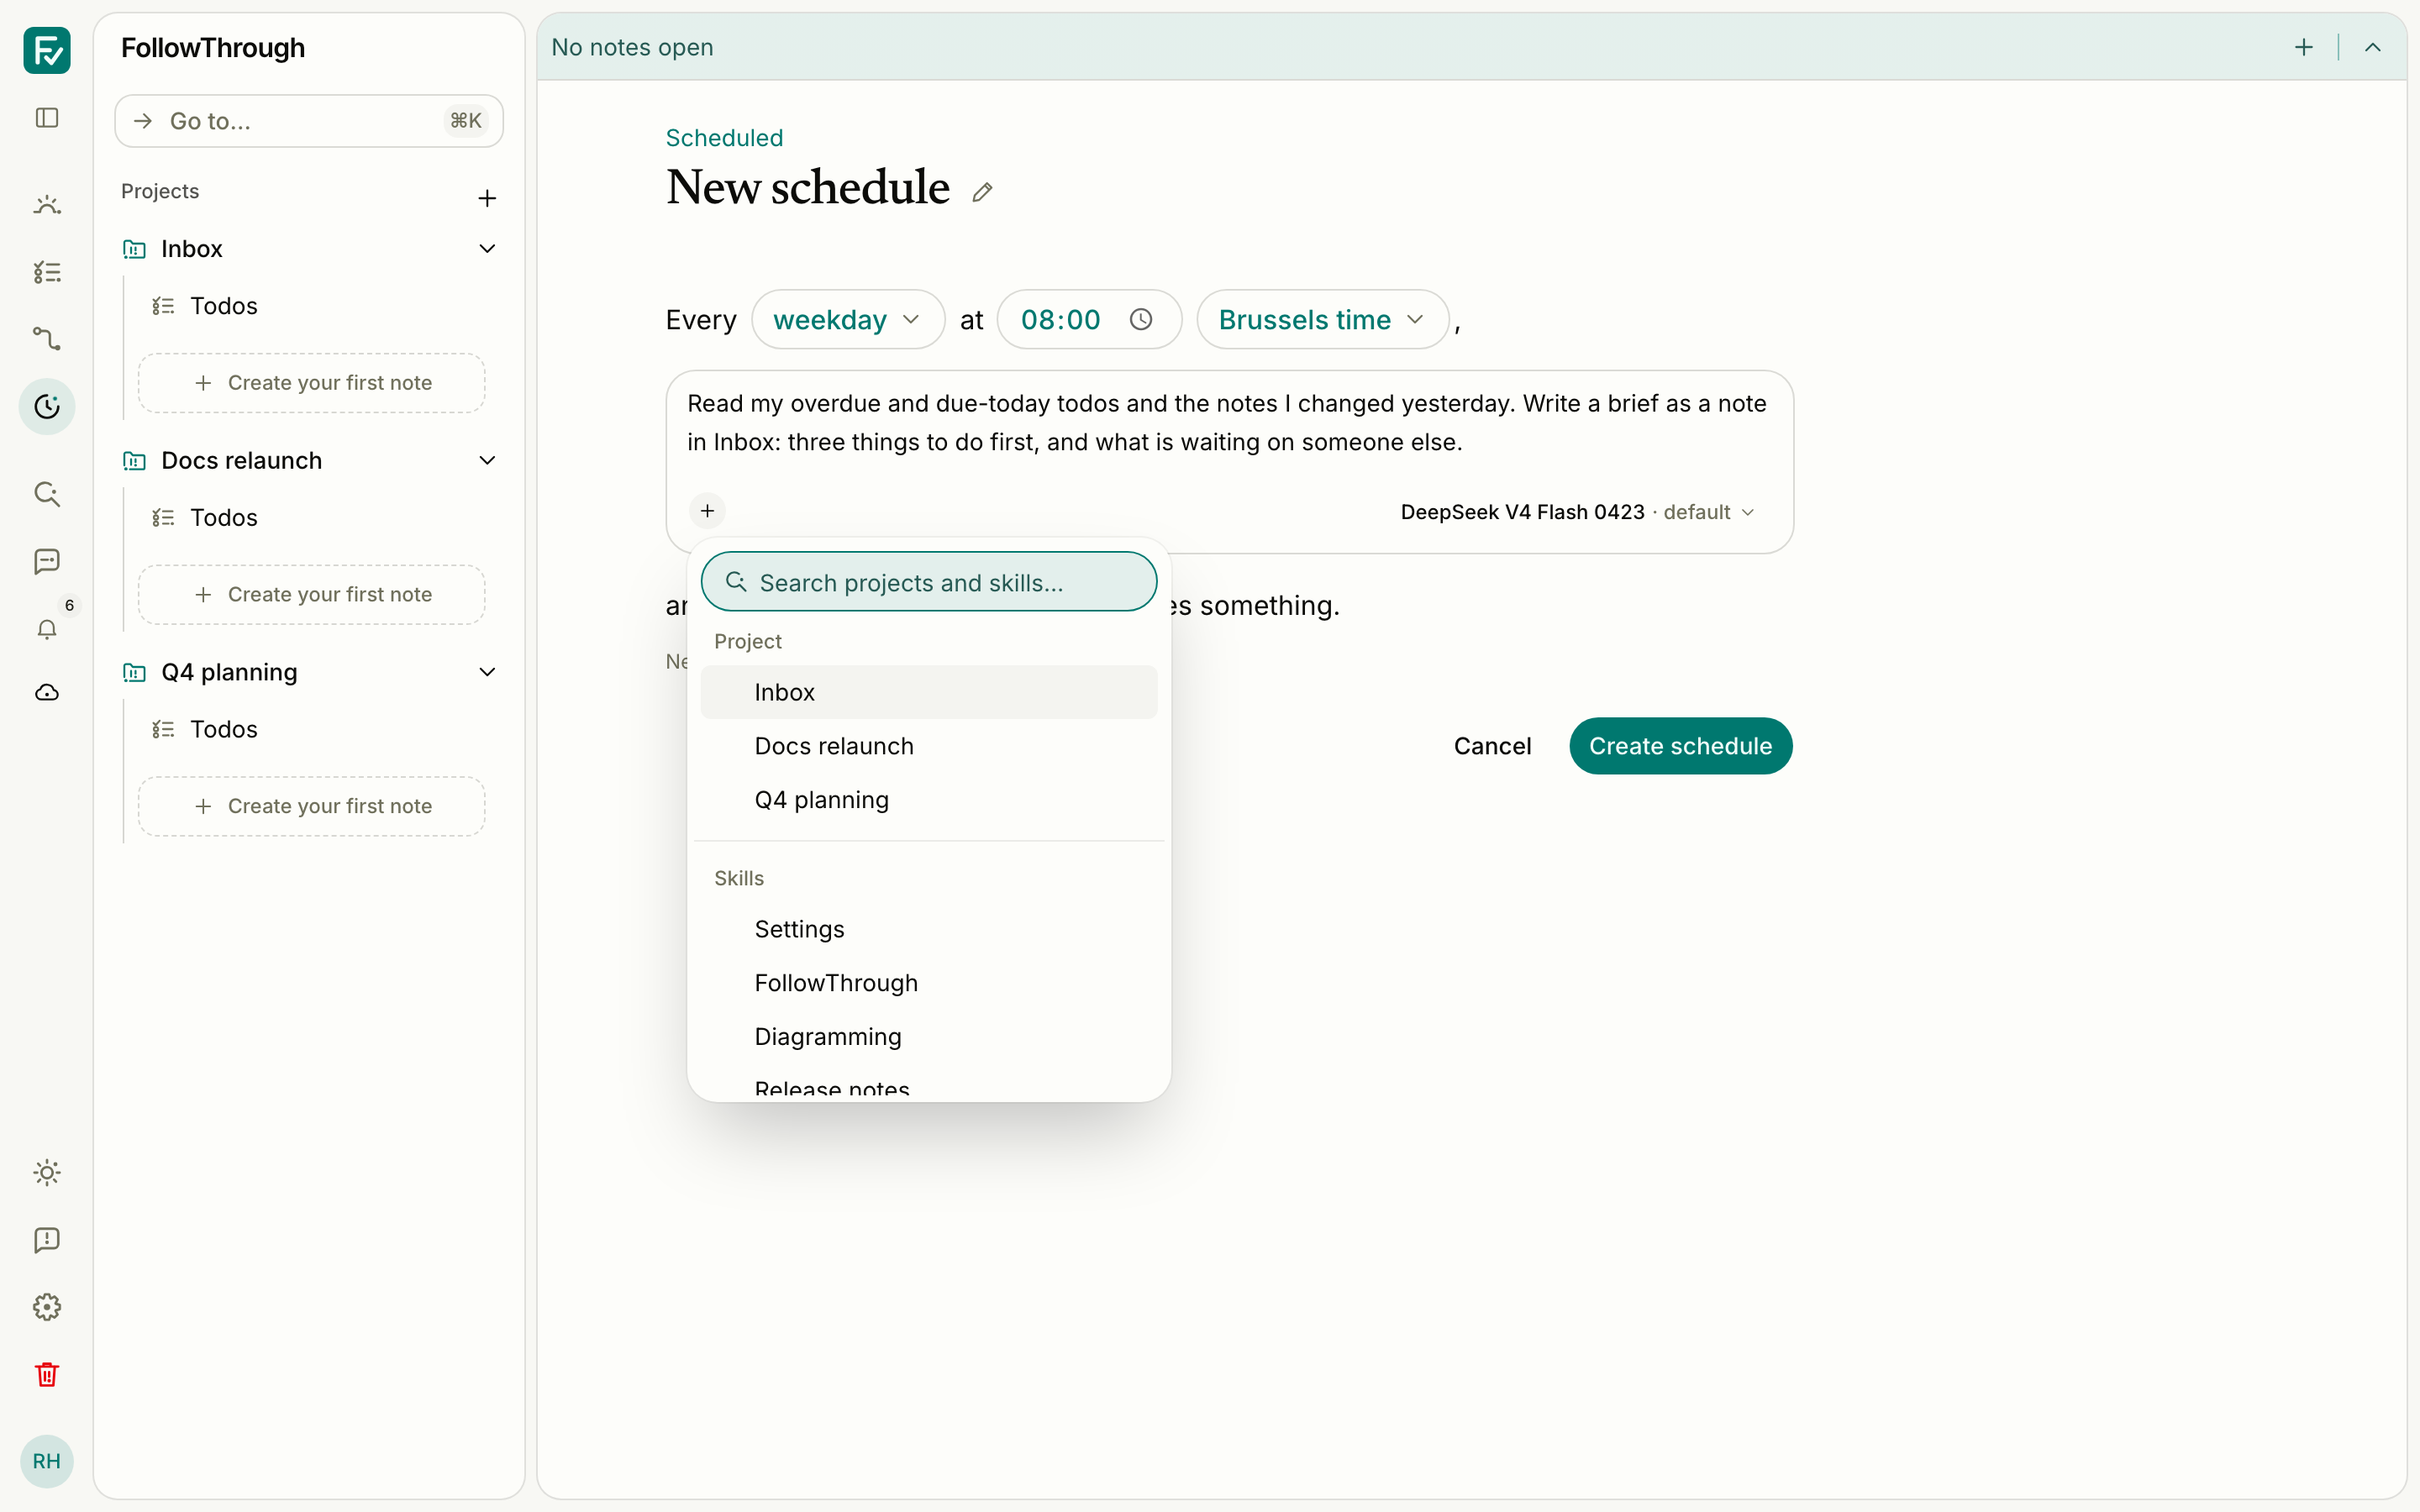 FollowThrough
Go to...
⌘K
Projects
Inbox
Todos
Create your first note
Docs relaunch
Todos
Create your first note
Q4 planning
Todos
Create your first note
6
RH
No notes open
Scheduled
New schedule
Every weekday at 08:00 Brussels time ,
Read my overdue and due-today todos and the notes I changed yesterday. Write a brief as a note
in Inbox: three things to do first, and what is waiting on someone else.
DeepSeek V4 Flash 0423 · default
something.
Search projects and skills...
Project
Inbox
Docs relaunch
Q4 planning
Skills
Settings
FollowThrough
Diagramming
Release notes
Cancel
Create schedule